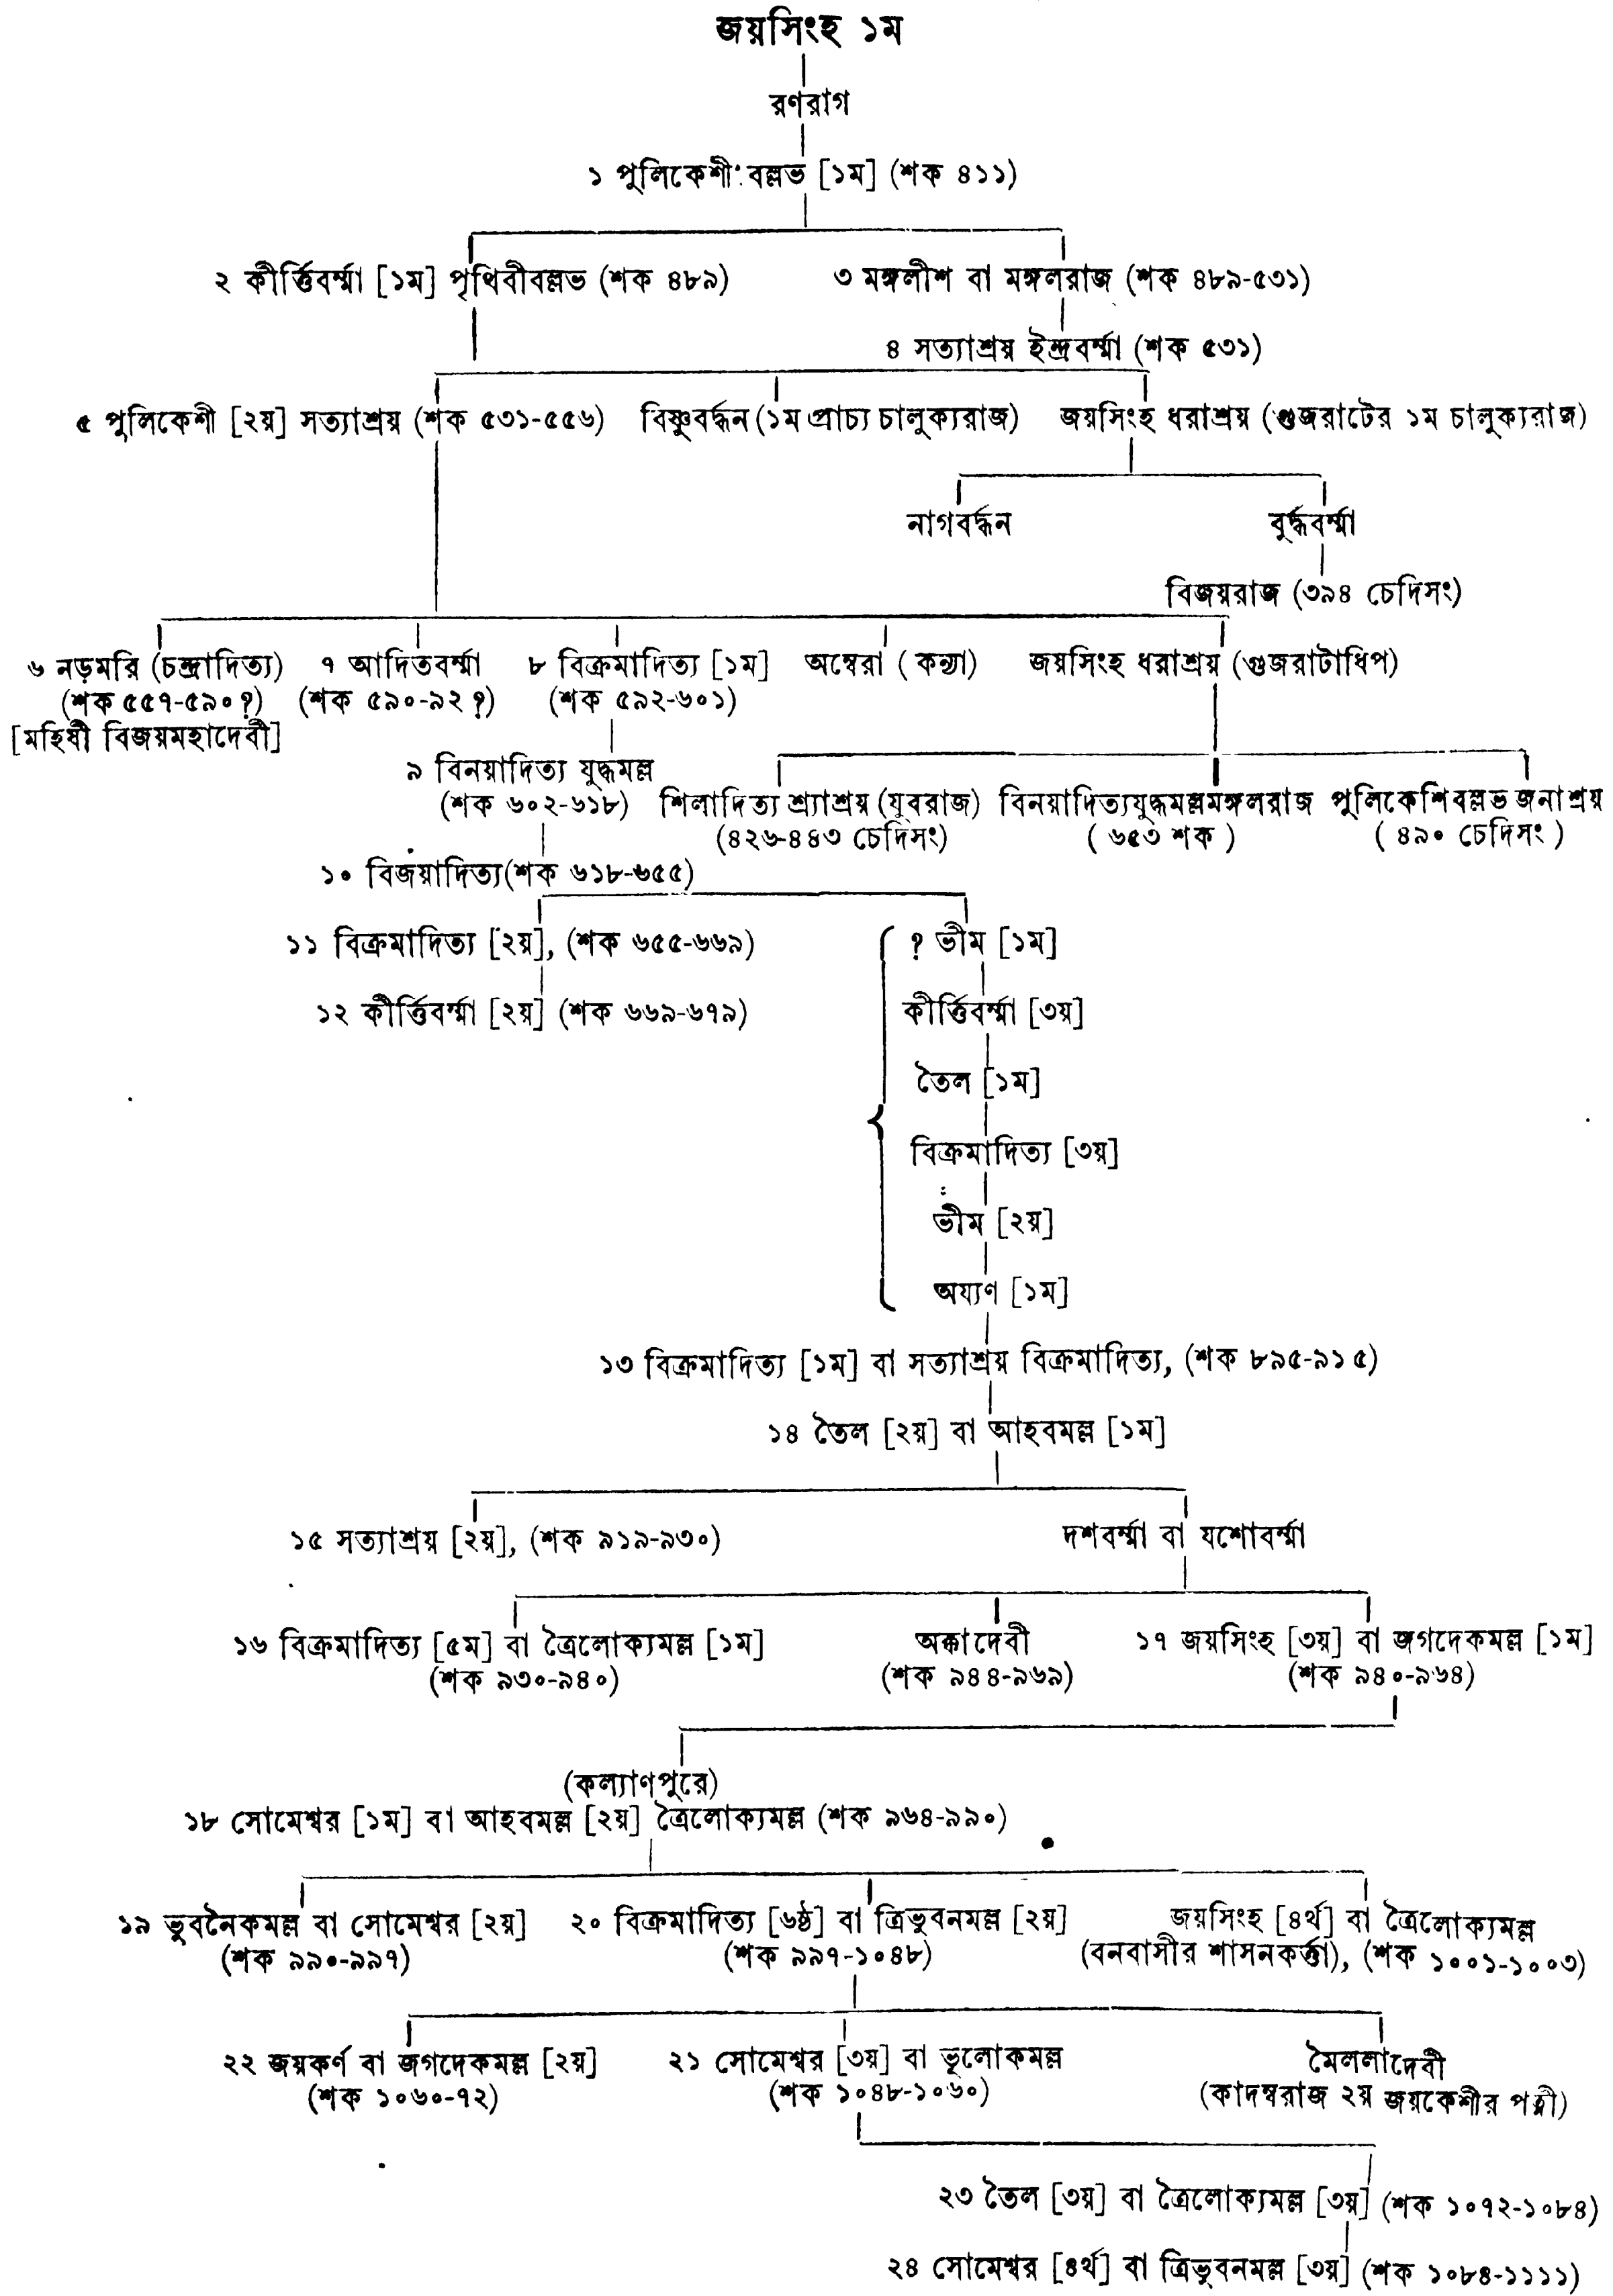 জয়সিংহ ১ম
রণরাগ
১ পুলিকেশী বল্লভ [১ম] (শক ৪১১)
২ কীর্ত্তিবর্ম্মা [১ম] পৃথিবীবল্লভ (শক ৪৮৯) ৩ মঙ্গলীশ বা মঙ্গলরাজ (শক ৪৮৯-৫৩১)
৪ সত্যাশ্রয় ইন্দ্রবর্ম্মা (শক ৫৩১)
৫ পুলিকেশী [২য়] সত্যাশ্রয় (শক ৫৩১-৫৫৬) বিষ্ণুবর্দ্ধন (১ম প্রাচ্য চালুক্যরাজ) জয়সিংহ ধরাশ্রয় (গুজরাটের ১ম চালুক্যরাজ)
নাগবর্দ্ধন বুর্দ্ধবর্ম্মা
বিজয়রাজ (৩৯৪ চেদিসং)
৬ নড়মরি (চন্দ্রাদিত্য) ৭ আদিতবর্ম্মা ৮ বিক্রমাদিত্য [১ম] অম্বেরা (কন্যা) জয়সিংহ ধরাশ্রয় (গুজরাটাধিপ)
(শক ৫৫৭-৫৯০?) (শক ৫৯০-৯২?) (শক ৫৯২-৬০১)
[মহিষী বিজয়মহাদেবী]
৯ বিনয়াদিত্য যুদ্ধমল্ল
(শক ৬০২-৬১৮) শিলাদিত্য শ্র্যাশ্রয় (যুবরাজ) বিনয়াদিত্যযুদ্ধমল্লমঙ্গলরাজ পুলিকেশিবল্লভ জনাশ্রয়
(৪২৬-৪৪৩ চেদিসং) (৬৫৩ শক) (৪৯০ চেদিসং)
১০ বিজয়াদিত্য(শক ৬১৮-৬৫৫)
১১ বিক্রমাদিত্য [২য়], (শক ৬৫৫-৬৬৯) ? ভীম [১ম]
১২ কীর্ত্তিবর্ম্মা [২য়] (শক ৬৬৯-৬৭৯) কীর্ত্তিবর্ম্মা [৩য়]
তৈল [১ম]
বিক্রমাদিত্য [৩য়]
ভীম [২য়]
অয্যণ [১ম]
১৩ বিক্রমাদিত্য [১ম] বা সত্যাশ্রয় বিক্রমাদিত্য, (শক ৮৯৫-৯১৫)
১৪ তৈল [২য়] বা আহবমল্ল [১ম]
১৫ সত্যাশ্রয় [২য়], (শক ৯১৯-৯৩০) দশবর্ম্মা বা যশোবর্ম্মা
১৬ বিক্রমাদিত্য [৫ম] বা ত্রৈলোক্যমল্ল [১ম] অক্কাদেবী ১৭ জয়সিংহ [৩য়] বা জগদেকমল্ল [১ম]
(শক ৯৩০-৯৪০) (শক ৯৪৪-৯৬৯) (শক ৯৪০-৯৬৪)
(কল্যাণপুরে)
১৮ সোমেশ্বর [১ম] বা আহবমল্ল [২য়] ত্রৈলোক্যমল্ল (শক ৯৬৪-৯৯০)
১৯ ভুবনৈকমল্ল বা সোমেশ্বর [২য়] ২০ বিক্রমাদিত্য [৬ষ্ঠ] বা ত্রিভুবনমল্ল [২য়] জয়সিংহ [৪র্থ] বা ত্রৈলোক্যমল্ল
(শক ৯৯০-৯৯৭) (শক ৯৯৭-১০৪৮) (বনবাসীর শাসনকর্ত্তা), (শক ১০০১-১০০৩)
২২ জয়কর্ণ বা জগদেকমল্ল [২য়] ২১ সোমেশ্বর [৩য়] বা ভূলোকমল্ল মৈললাদেবী
(শক ১০৬০-৭২) (শক ১০৪৮-১০৬০) (কাদম্বরাজ ২য় জয়কেশীর পত্নী)
২৩ তৈল [৩য়] বা ত্রৈলোক্যমল্ল [৩য়] (শক ১০৭২-১০৮৪)
২৪ সোমেশ্বর [৪র্থ] বা ত্রিভুবনমল্ল [৩য়] (শক ১০৮৪-১১১১)